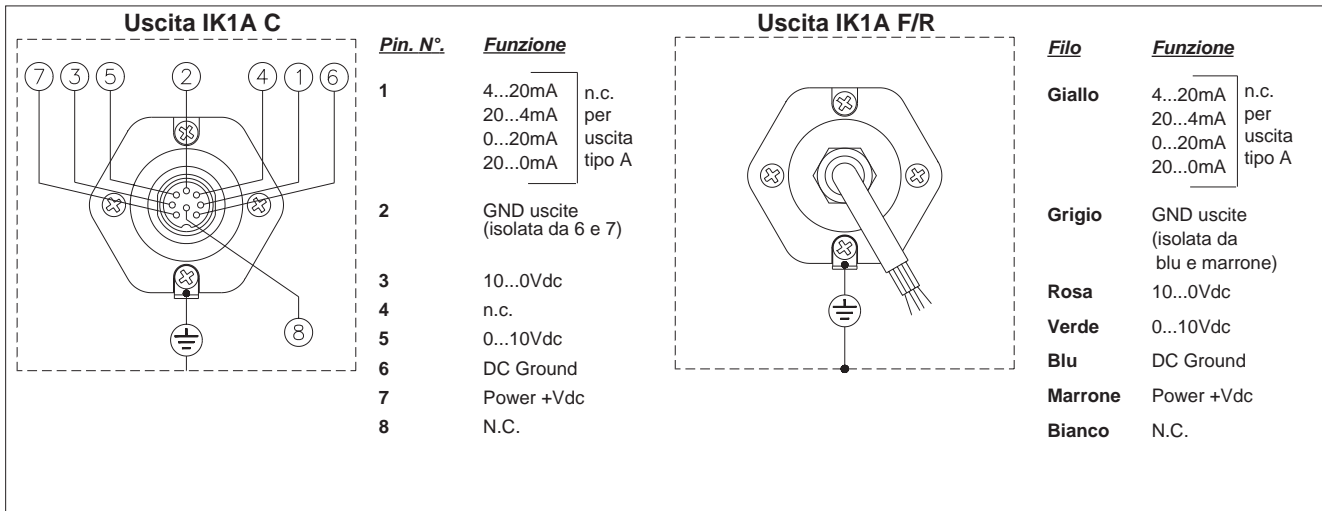 Uscita IK1A C
7 3 5 2 4 1 6
8
Pin. N°. Funzione
1 4...20mA n.c.
20...4mA per
0...20mA uscita
20...0mA tipo A
2 GND uscite
(isolata da 6 e 7)
3 10...0Vdc
4 n.c.
5 0...10Vdc
6 DC Ground
7 Power +Vdc
8 N.C.
Uscita IK1A F/R
Filo Funzione
Giallo 4...20mA n.c.
20...4mA per
0...20mA uscita
20...0mA tipo A
Grigio GND uscite
(isolata da
blu e marrone)
Rosa 10...0Vdc
Verde 0...10Vdc
Blu DC Ground
Marrone Power +Vdc
Bianco N.C.